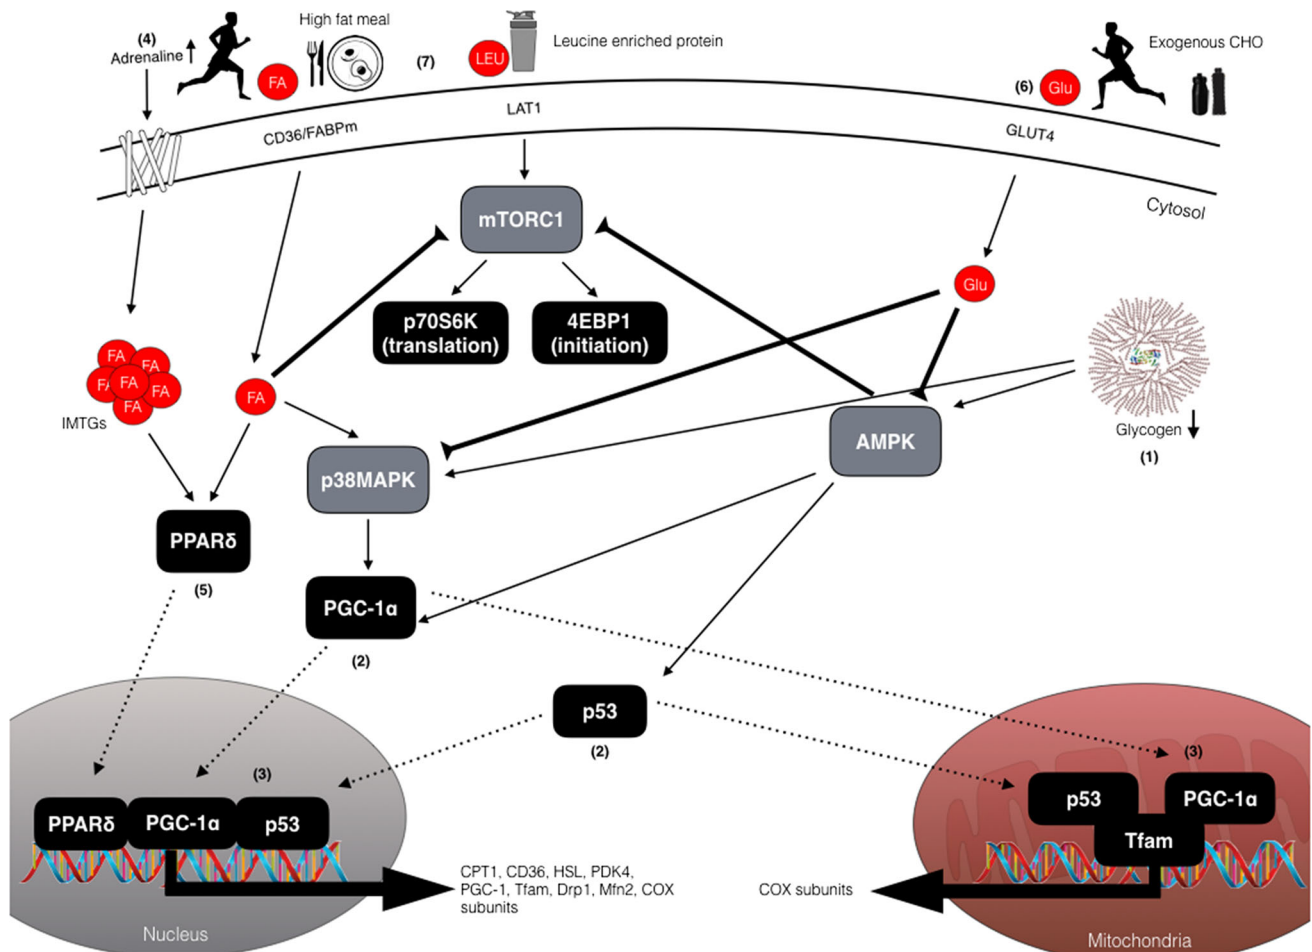 (4)
Adrenaline
High fat meal
FA
(7)
LEU
Leucine enriched protein
(6)
Glu
Exogenous CHO
CD36/FABPm
LAT1
GLUT4
Cytosol
mTORC1
p70S6K
(translation)
4EBP1
(initiation)
Glu
FA
FA
FA
FA
FA
FA
IMTGs
FA
p38MAPK
AMPK
Glycogen
(1)
PPARδ
(5)
PGC-1α
(2)
p53
(2)
(3)
PPARδ
PGC-1α
p53
(3)
p53
PGC-1α
Tfam
CPT1, CD36, HSL, PDK4,
PGC-1, Tfam, Drp1, Mfn2, COX
subunits
COX subunits
Nucleus
Mitochondria